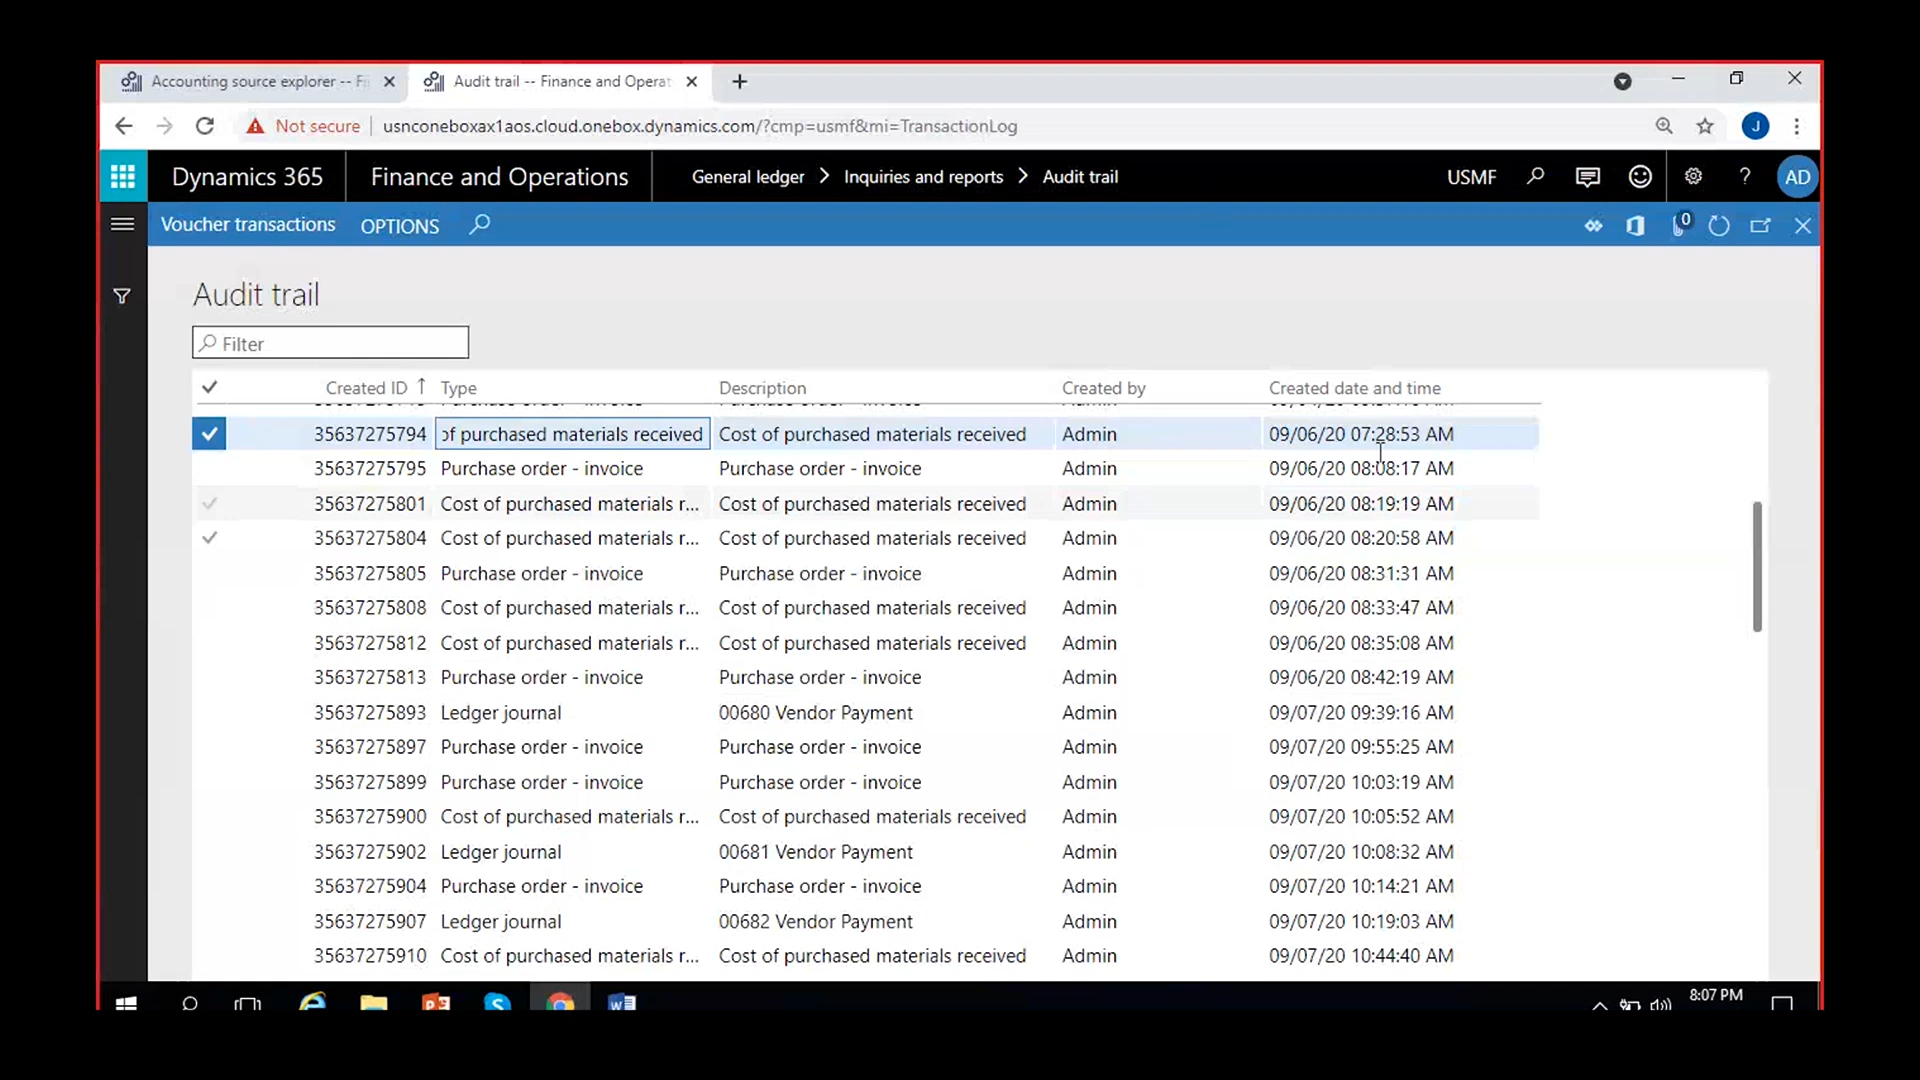 Accounting source explorer -- Fi
Audit trail -- Finance and Operat
Not secure
usnconeboxax1aos.cloud.onebox.dynamics.com/?cmp=usmf&mi=TransactionLog
J
Dynamics 365
Finance and Operations
General ledger > Inquiries and reports > Audit trail
USMF
?
AD
Voucher transactions
OPTIONS
0
Audit trail
Filter
Created ID ↑ Type Description Created by Created date and time
35637275794 of purchased materials received Cost of purchased materials received Admin 09/06/20 07:28:53 AM
35637275795 Purchase order - invoice Purchase order - invoice Admin 09/06/20 08:08:17 AM
35637275801 Cost of purchased materials r... Cost of purchased materials received Admin 09/06/20 08:19:19 AM
35637275804 Cost of purchased materials r... Cost of purchased materials received Admin 09/06/20 08:20:58 AM
35637275805 Purchase order - invoice Purchase order - invoice Admin 09/06/20 08:31:31 AM
35637275808 Cost of purchased materials r... Cost of purchased materials received Admin 09/06/20 08:33:47 AM
35637275812 Cost of purchased materials r... Cost of purchased materials received Admin 09/06/20 08:35:08 AM
35637275813 Purchase order - invoice Purchase order - invoice Admin 09/06/20 08:42:19 AM
35637275893 Ledger journal 00680 Vendor Payment Admin 09/07/20 09:39:16 AM
35637275897 Purchase order - invoice Purchase order - invoice Admin 09/07/20 09:55:25 AM
35637275899 Purchase order - invoice Purchase order - invoice Admin 09/07/20 10:03:19 AM
35637275900 Cost of purchased materials r... Cost of purchased materials received Admin 09/07/20 10:05:52 AM
35637275902 Ledger journal 00681 Vendor Payment Admin 09/07/20 10:08:32 AM
35637275904 Purchase order - invoice Purchase order - invoice Admin 09/07/20 10:14:21 AM
35637275907 Ledger journal 00682 Vendor Payment Admin 09/07/20 10:19:03 AM
35637275910 Cost of purchased materials r... Cost of purchased materials received Admin 09/07/20 10:44:40 AM
8:07 PM